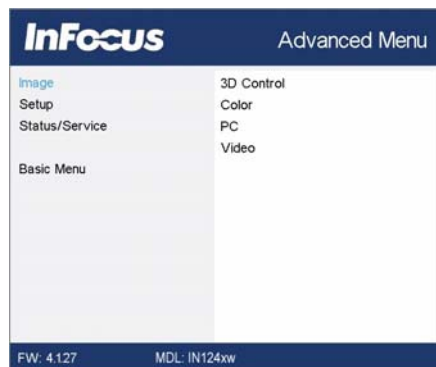 InFocus
Advanced Menu
Image
Setup
Status/Service
Basic Menu
3D Control
Color
PC
Video
FW: 4.1.27
MDL: IN124xw